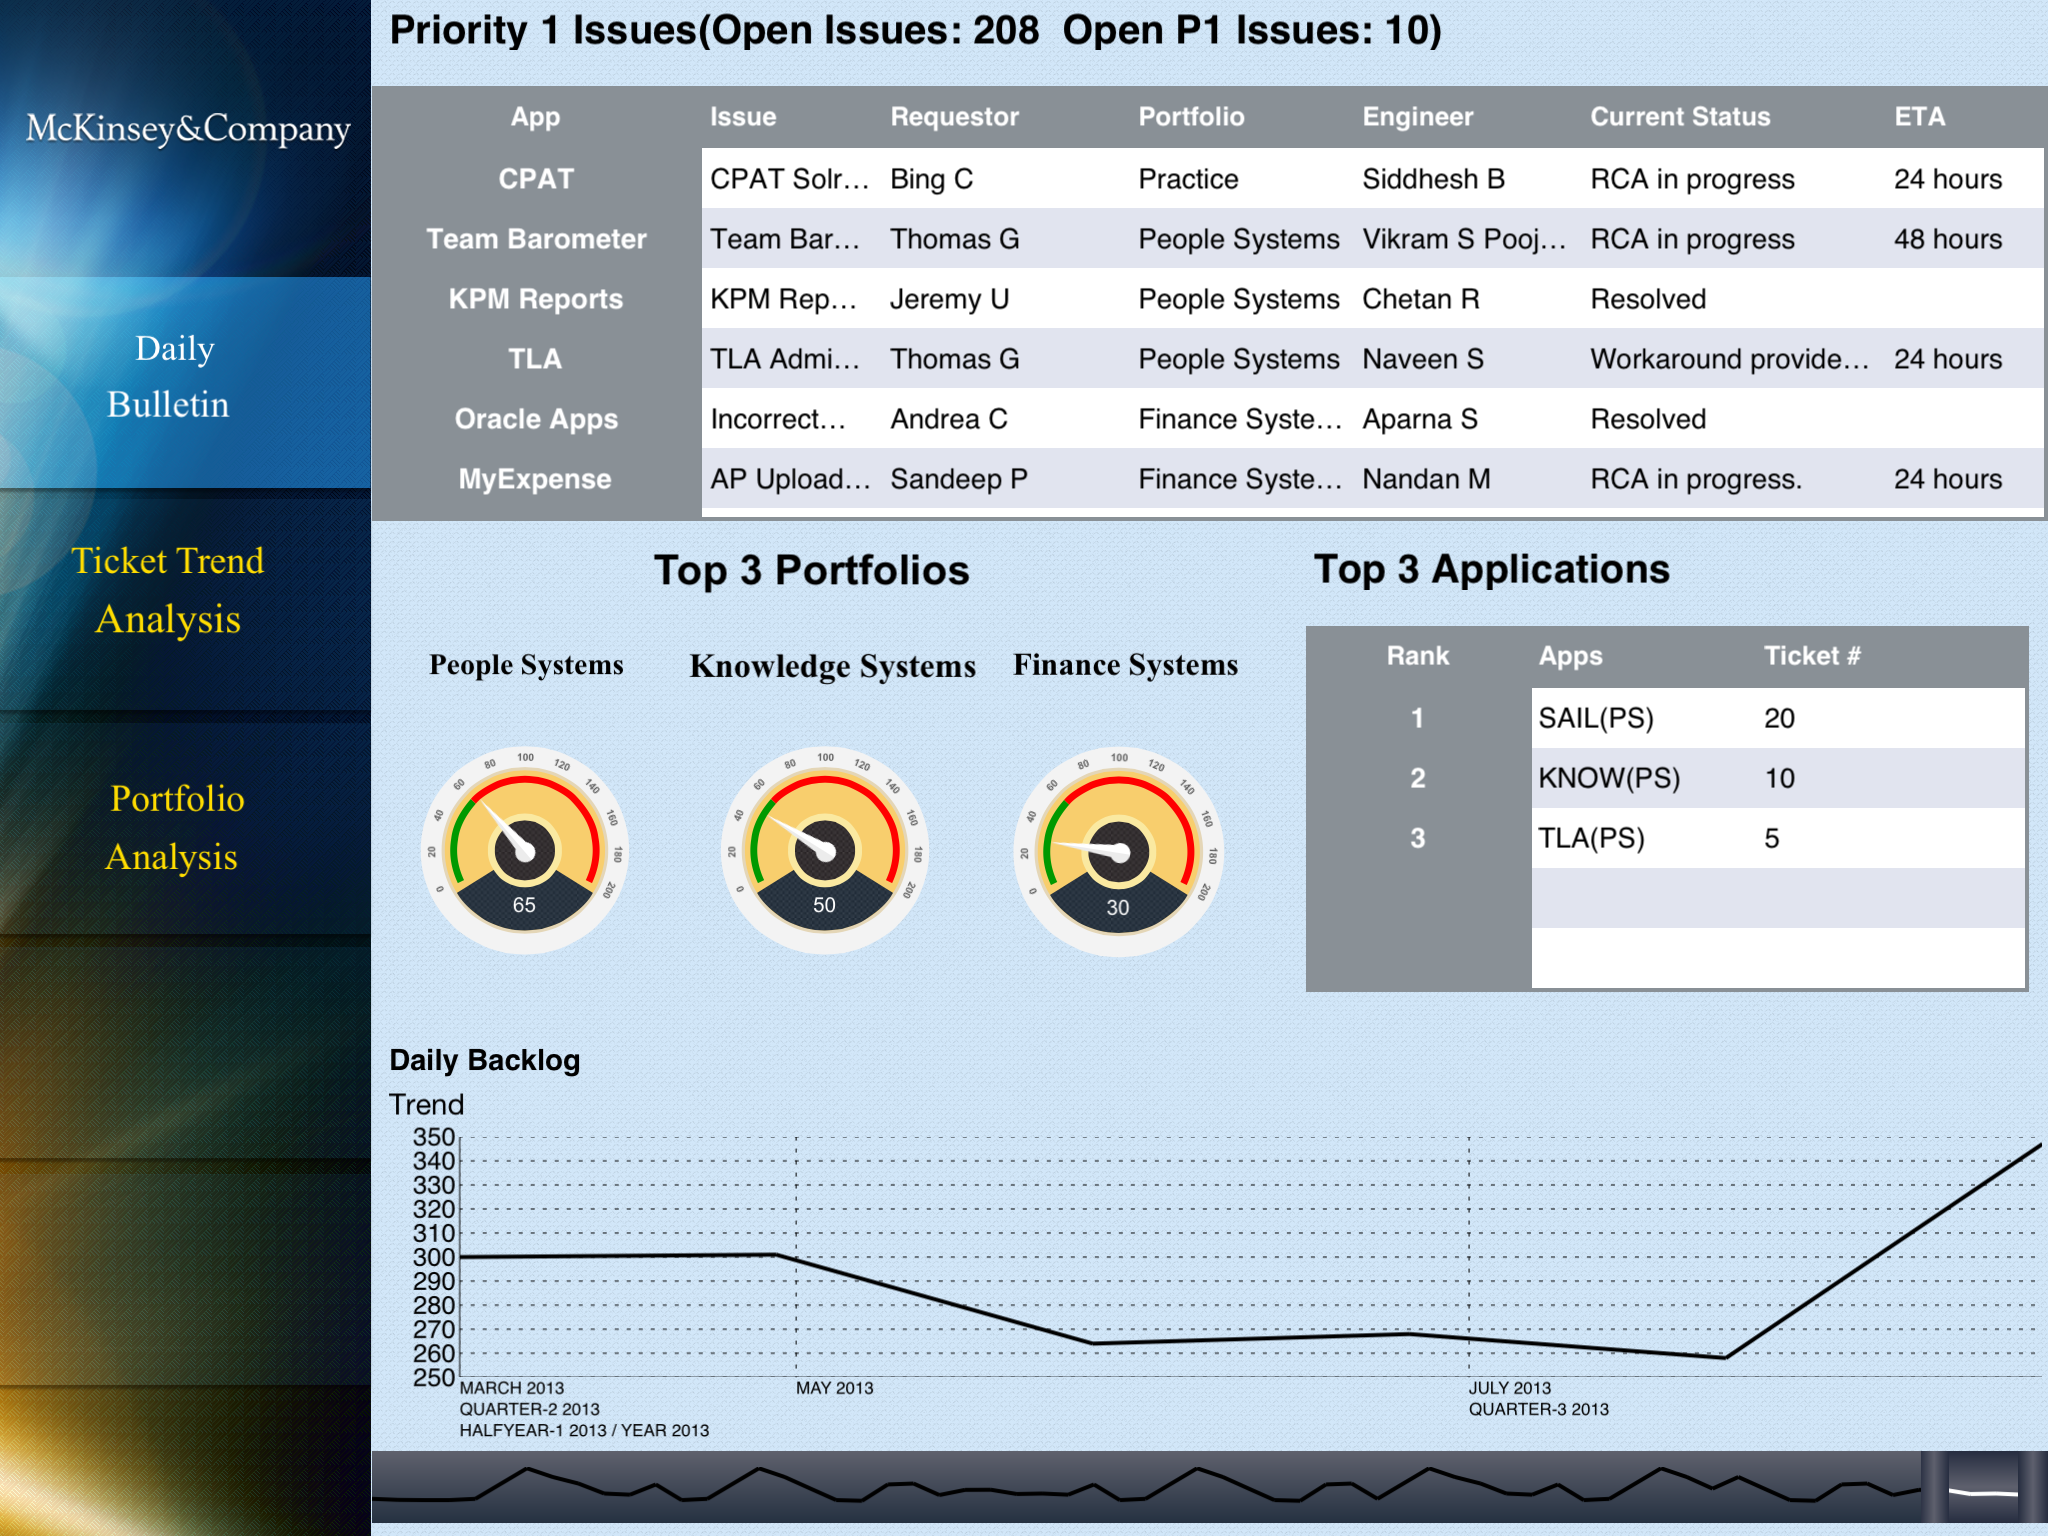 McKinsey&Company
Daily
Bulletin
Ticket Trend
Analysis
Portfolio
Analysis
Priority 1 Issues(Open Issues: 208  Open P1 Issues: 10)
App Issue Requestor Portfolio Engineer Current Status ETA
CPAT CPAT Solr… Bing C Practice Siddhesh B RCA in progress 24 hours
Team Barometer Team Bar… Thomas G People Systems Vikram S Pooj… RCA in progress 48 hours
KPM Reports KPM Rep… Jeremy U People Systems Chetan R Resolved
TLA TLA Admi… Thomas G People Systems Naveen S Workaround provide… 24 hours
Oracle Apps Incorrect… Andrea C Finance Syste… Aparna S Resolved
MyExpense AP Upload… Sandeep P Finance Syste… Nandan M RCA in progress. 24 hours
Top 3 Portfolios
People Systems Knowledge Systems Finance Systems
0 20 40 60 80 100 120 140 160 180 200
65
0 20 40 60 80 100 120 140 160 180 200
50
0 20 40 60 80 100 120 140 160 180 200
30
Top 3 Applications
Rank Apps Ticket #
1 SAIL(PS) 20
2 KNOW(PS) 10
3 TLA(PS) 5
Daily Backlog
Trend
350
340
330
320
310
300
290
280
270
260
250
MARCH 2013 MAY 2013 JULY 2013
QUARTER-2 2013 QUARTER-3 2013
HALFYEAR-1 2013 / YEAR 2013